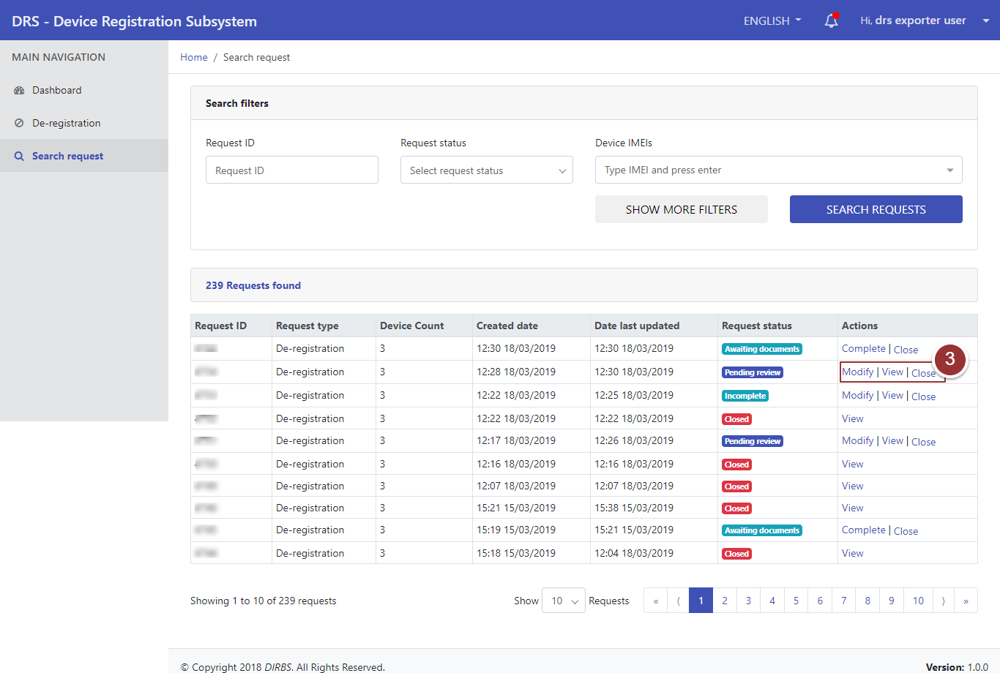 DRS - Device Registration Subsystem
ENGLISH
Hi, drs exporter user
MAIN NAVIGATION
Dashboard
De-registration
Search request
Home / Search request
Search filters
Request ID Request status Device IMEIs
Request ID Select request status Type IMEI and press enter
SHOW MORE FILTERS SEARCH REQUESTS
239 Requests found
Request ID Request type Device Count Created date Date last updated Request status Actions
De-registration 3 12:30 18/03/2019 12:30 18/03/2019 Awaiting documents Complete | Close
3
De-registration 3 12:28 18/03/2019 12:30 18/03/2019 Pending review Modify | View | Close
De-registration 3 12:22 18/03/2019 12:25 18/03/2019 Incomplete Modify | View | Close
De-registration 3 12:22 18/03/2019 12:22 18/03/2019 Closed View
De-registration 3 12:17 18/03/2019 12:26 18/03/2019 Pending review Modify | View | Close
De-registration 3 12:16 18/03/2019 12:16 18/03/2019 Closed View
De-registration 3 12:07 18/03/2019 12:07 18/03/2019 Closed View
De-registration 3 15:21 15/03/2019 15:38 15/03/2019 Closed View
De-registration 3 15:19 15/03/2019 15:21 15/03/2019 Awaiting documents Complete | Close
De-registration 3 15:18 15/03/2019 12:04 18/03/2019 Closed View
Showing 1 to 10 of 239 requests
Show 10 Requests
« ⟨ 1 2 3 4 5 6 7 8 9 10 ⟩ »
© Copyright 2018 DIRBS. All Rights Reserved.
Version: 1.0.0